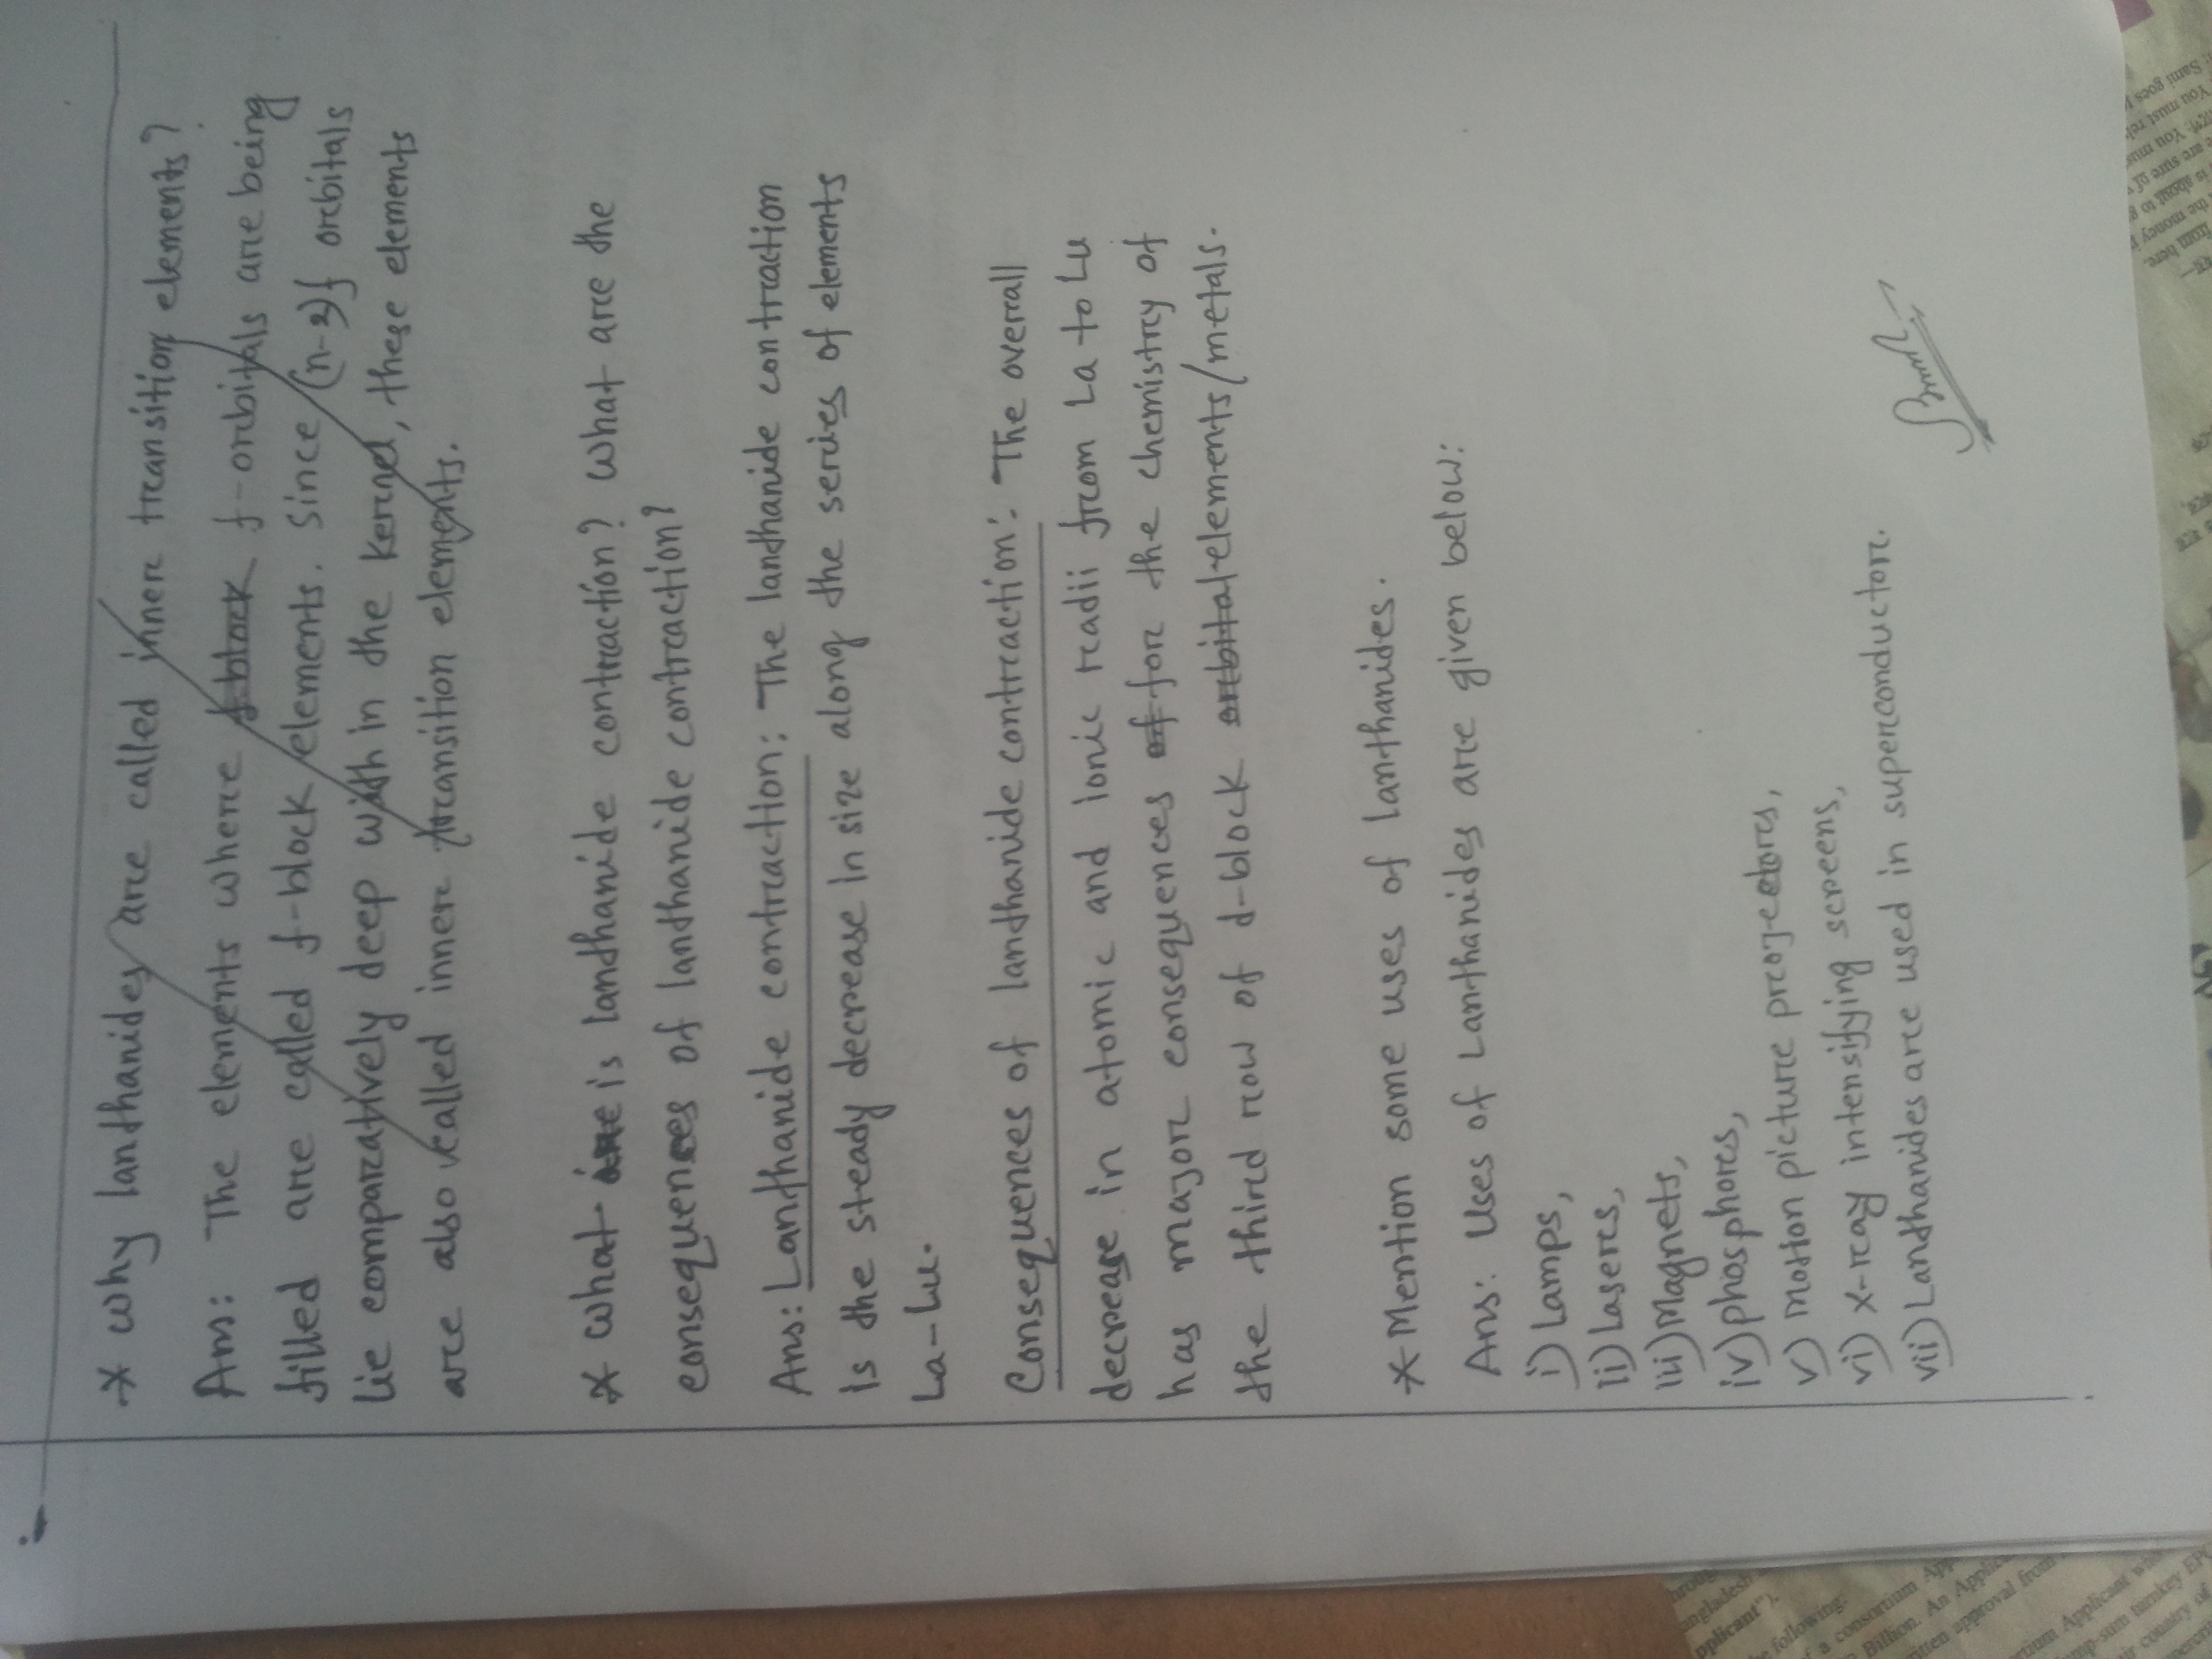 * Why lanthanides are called inner transition elements?
Ans: The elements where f-block f-orbitals are being
filled are called f-block elements. Since (n-2)f orbitals
lie comparatively deep within the kernel, these elements
are also called inner transition elements.
* What are is lanthanide contraction? What are the
consequences of lanthanide contraction?
Ans: Lanthanide contraction: The lanthanide contraction
is the steady decrease in size along the series of elements
La-Lu.
Consequences of lanthanide contraction: The overall
decrease in atomic and ionic radii from La to Lu
has major consequences of for the chemistry of
the third row of d-block orbital elements/metals.
* Mention some uses of lanthanides.
Ans: Uses of Lanthanides are given below:
i) Lamps,
ii) Lasers,
iii) Magnets,
iv) phosphores,
v) motion picture projectors,
vi) X-ray intensifying screens,
vii) Lanthanides are used in superconductor.